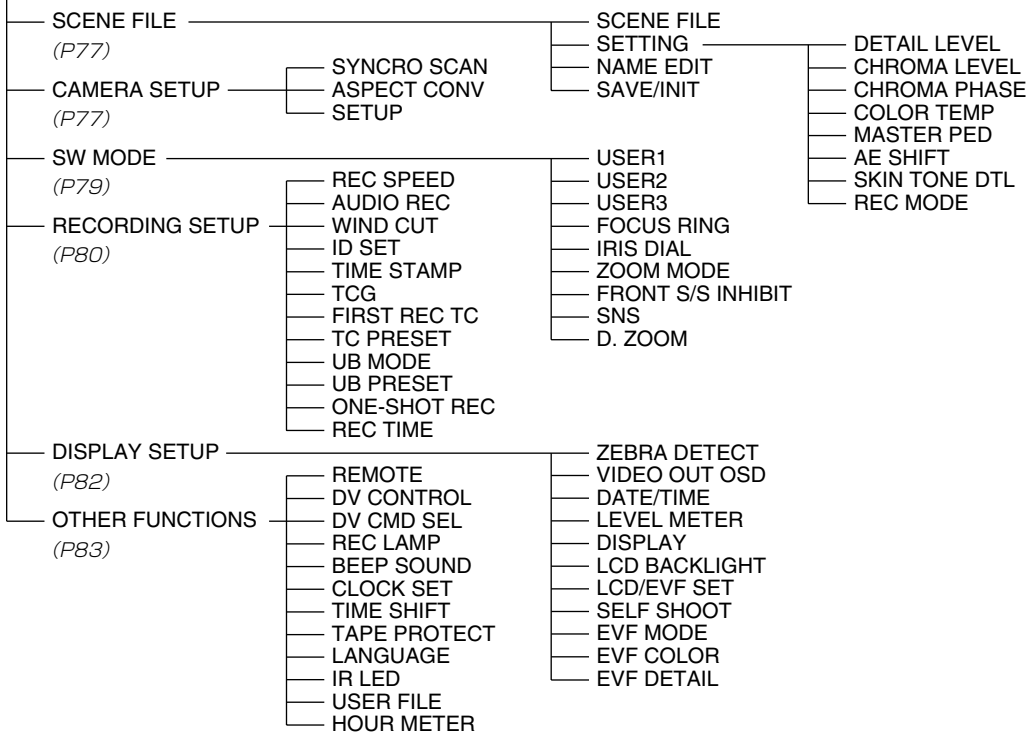 SCENE FILE
(P77)
SCENE FILE
SETTING
NAME EDIT
SAVE/INIT
DETAIL LEVEL
CHROMA LEVEL
CHROMA PHASE
COLOR TEMP
MASTER PED
AE SHIFT
SKIN TONE DTL
REC MODE
CAMERA SETUP
(P77)
SYNCRO SCAN
ASPECT CONV
SETUP
SW MODE
(P79)
USER1
USER2
USER3
FOCUS RING
IRIS DIAL
ZOOM MODE
FRONT S/S INHIBIT
SNS
D. ZOOM
RECORDING SETUP
(P80)
REC SPEED
AUDIO REC
WIND CUT
ID SET
TIME STAMP
TCG
FIRST REC TC
TC PRESET
UB MODE
UB PRESET
ONE-SHOT REC
REC TIME
DISPLAY SETUP
(P82)
ZEBRA DETECT
VIDEO OUT OSD
DATE/TIME
LEVEL METER
DISPLAY
LCD BACKLIGHT
LCD/EVF SET
SELF SHOOT
EVF MODE
EVF COLOR
EVF DETAIL
OTHER FUNCTIONS
(P83)
REMOTE
DV CONTROL
DV CMD SEL
REC LAMP
BEEP SOUND
CLOCK SET
TIME SHIFT
TAPE PROTECT
LANGUAGE
IR LED
USER FILE
HOUR METER